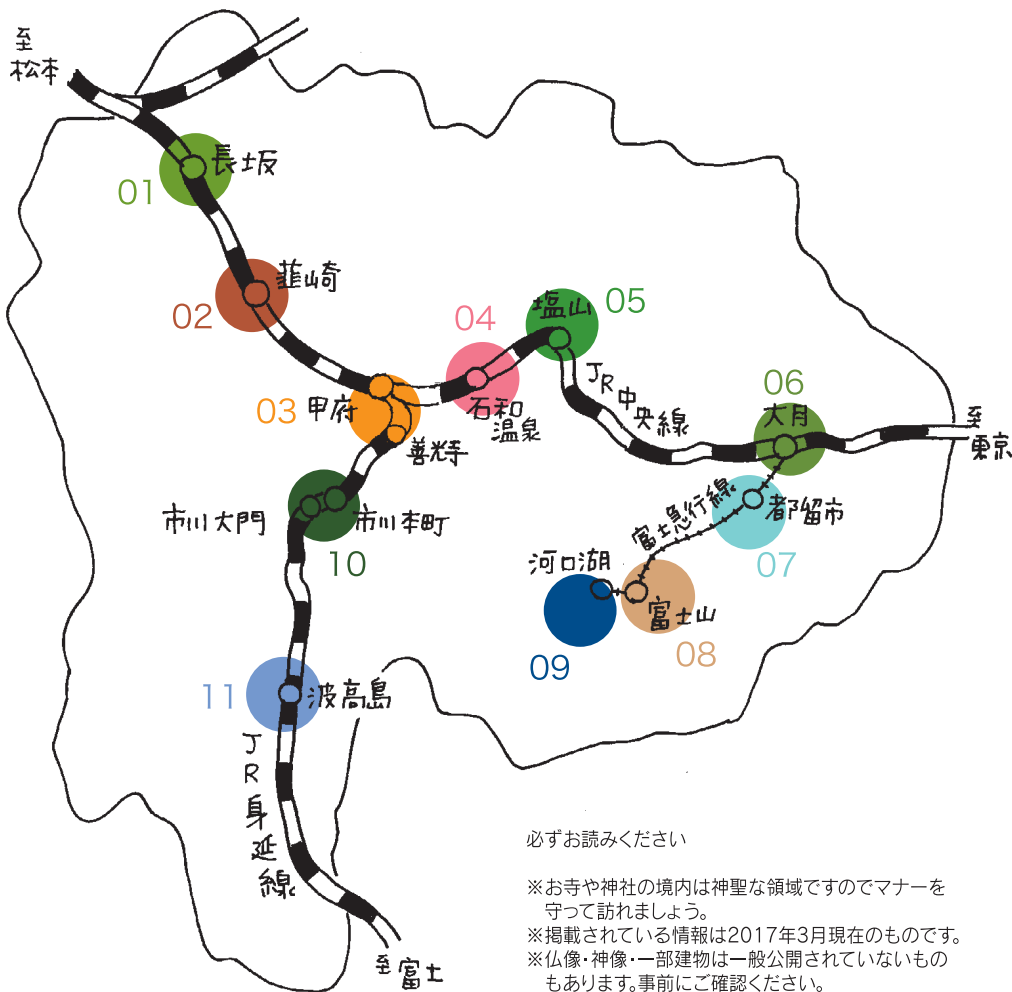 至
松本
長坂
01
韮崎
02
塩山
05
04
石和
温泉
JR中央線
06
大月
至
東京
03
甲府
善光寺
富士急行線
都留市
07
市川大門
市川本町
10
河口湖
富士山
09
08
11
波高島
JR身延線
至富士
必ずお読みください
※お寺や神社の境内は神聖な領域ですのでマナーを
守って訪れましょう。
※掲載されている情報は2017年3月現在のものです。
※仏像・神像・一部建物は一般公開されていないもの
もあります。事前にご確認ください。